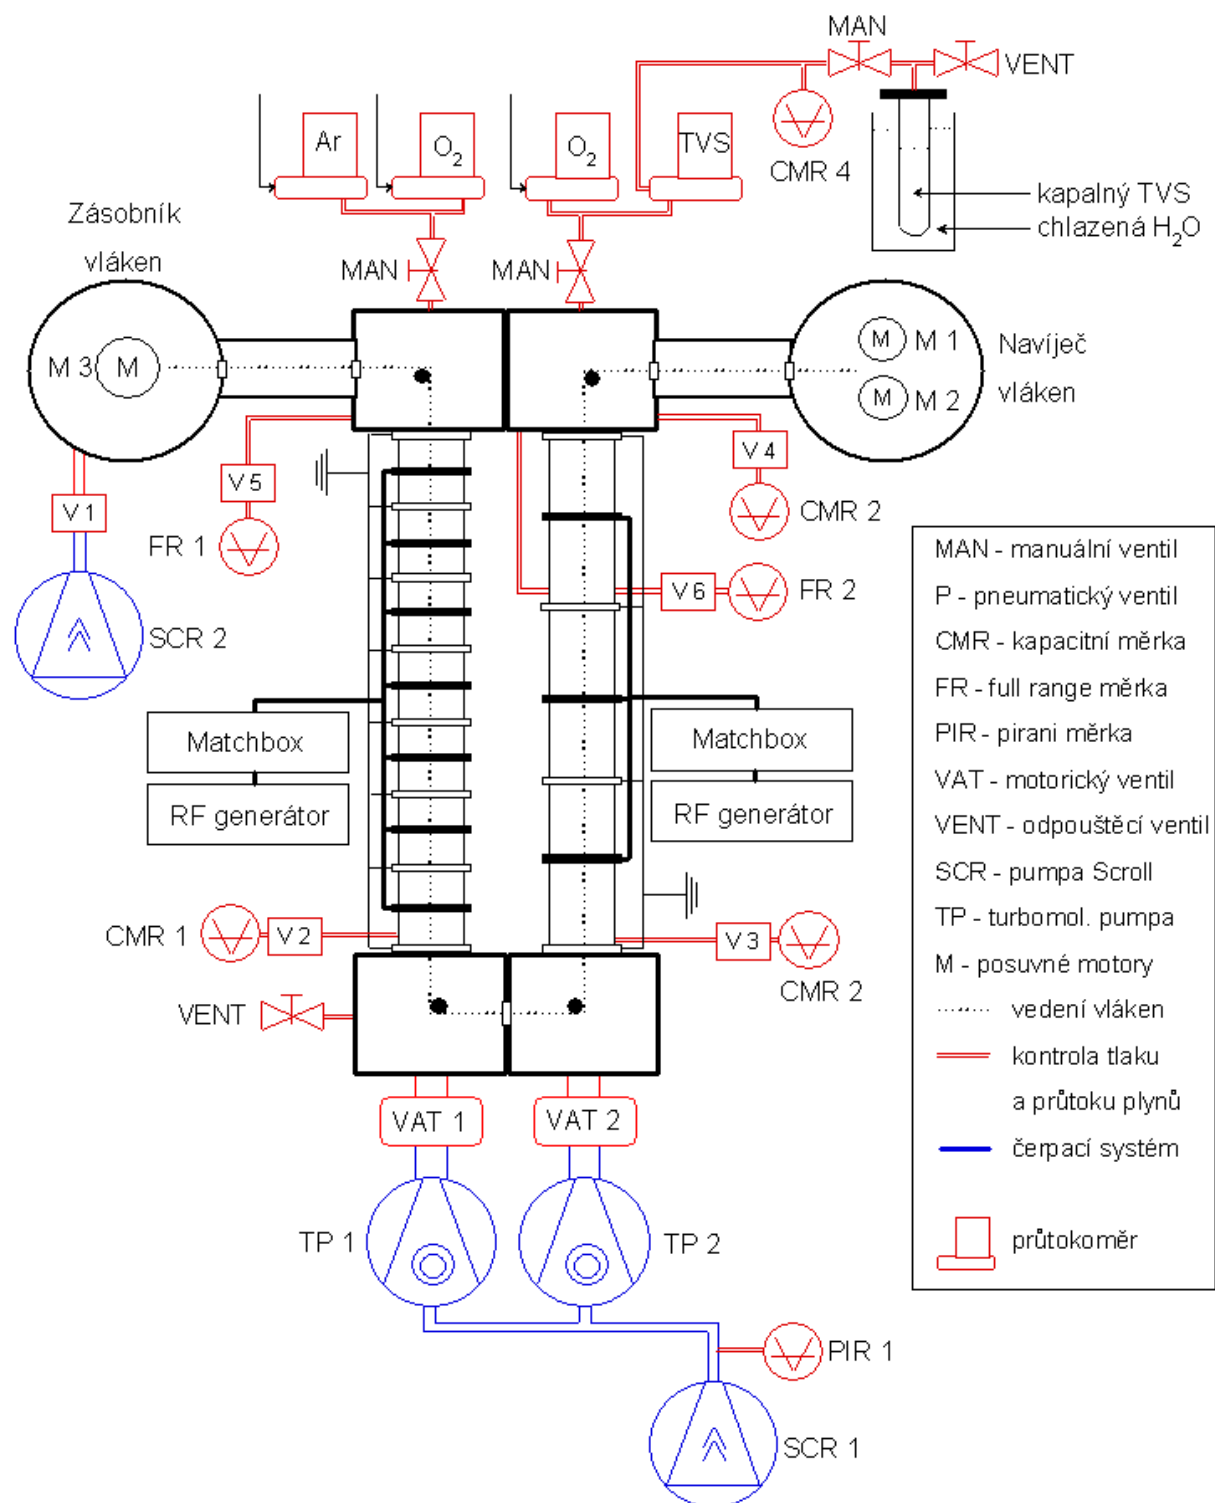 MAN
VENT
Ar
O2
O2
TVS
CMR 4
kapalný TVS
chlazená H2O
Zásobník
vláken
MAN
MAN
M 3
M
M
M 1
M
M 2
Navíječ
vláken
V 5
V 4
V 1
FR 1
CMR 2
V 6
FR 2
SCR 2
Matchbox
RF generátor
Matchbox
RF generátor
CMR 1
V 2
V 3
CMR 2
VENT
VAT 1
VAT 2
TP 1
TP 2
PIR 1
SCR 1
MAN - manuální ventil
P - pneumatický ventil
CMR - kapacitní měrka
FR - full range měrka
PIR - pirani měrka
VAT - motorický ventil
VENT - odpouštěcí ventil
SCR - pumpa Scroll
TP - turbomol. pumpa
M - posuvné motory
vedení vláken
kontrola tlaku
a průtoku plynů
čerpací systém
průtokoměr